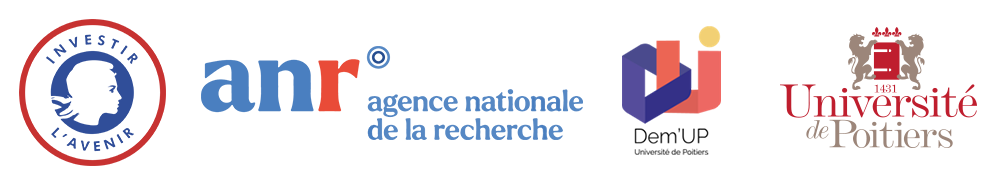 INVESTIR
L'AVENIR
anr
agence nationale
de la recherche
Dem'UP
Université de Poitiers
1431
Université
de Poitiers